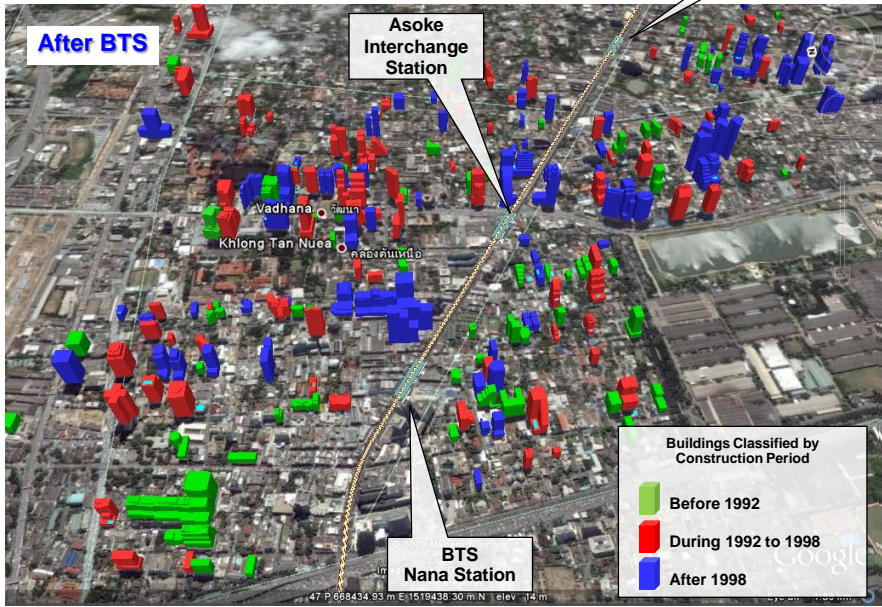 After BTS
Asoke
Interchange
Station
Vadhana
วัฒนา
Khlong Tan Nuea
คลองตันเหนือ
BTS
Nana Station
Buildings Classified by
Construction Period
Before 1992
During 1992 to 1998
After 1998
Google
47 P 668434.93 m E 1519438.30 m N elev 14 m